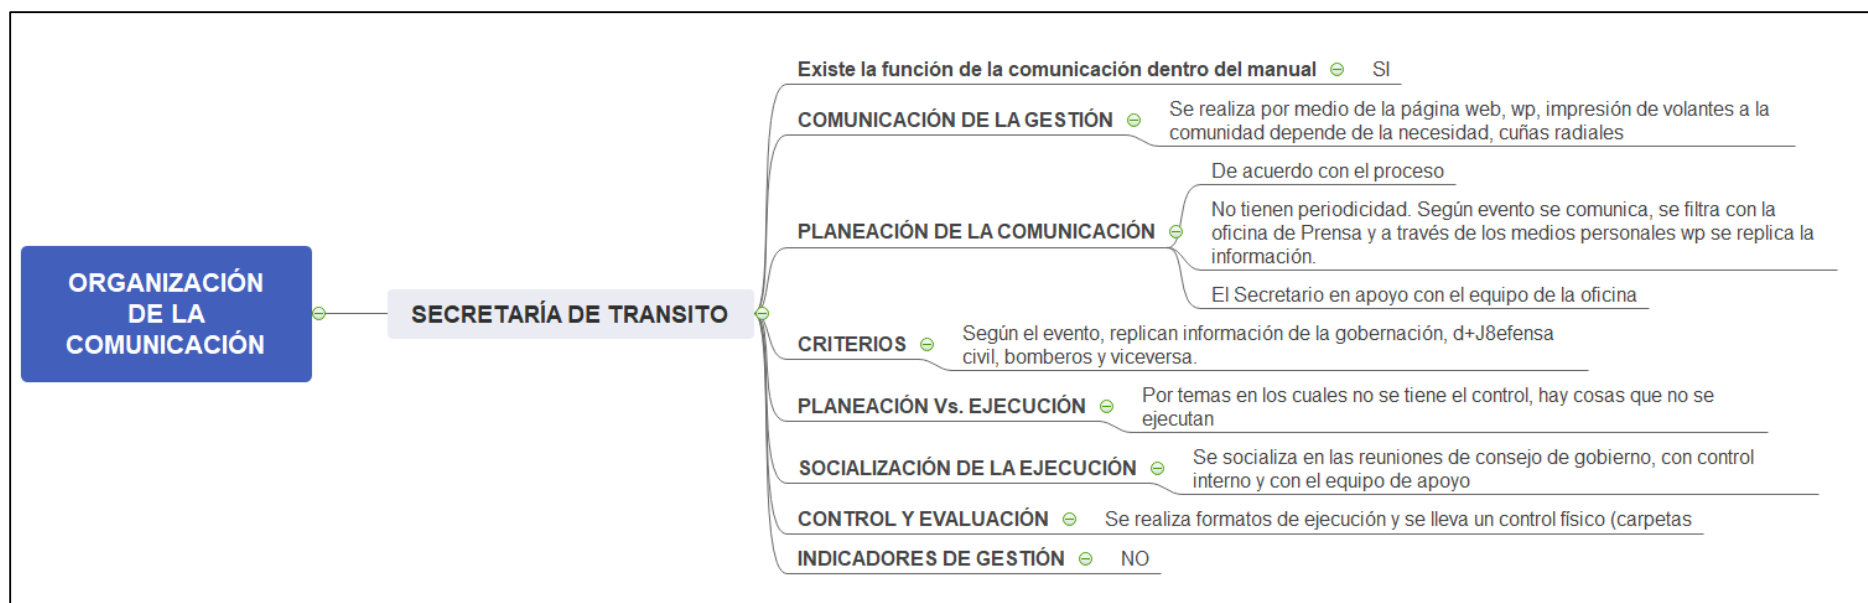 ORGANIZACIÓN
DE LA
COMUNICACIÓN
SECRETARÍA DE TRANSITO
Existe la función de la comunicación dentro del manual
SI
COMUNICACIÓN DE LA GESTIÓN
Se realiza por medio de la página web, wp, impresión de volantes a la
comunidad depende de la necesidad, cuñas radiales
PLANEACIÓN DE LA COMUNICACIÓN
De acuerdo con el proceso
No tienen periodicidad. Según evento se comunica, se filtra con la
oficina de Prensa y a través de los medios personales wp se replica la
información.
El Secretario en apoyo con el equipo de la oficina
CRITERIOS
Según el evento, replican información de la gobernación, d+J8efensa
civil, bomberos y viceversa.
PLANEACIÓN Vs. EJECUCIÓN
Por temas en los cuales no se tiene el control, hay cosas que no se
ejecutan
SOCIALIZACIÓN DE LA EJECUCIÓN
Se socializa en las reuniones de consejo de gobierno, con control
interno y con el equipo de apoyo
CONTROL Y EVALUACIÓN
Se realiza formatos de ejecución y se lleva un control físico (carpetas
INDICADORES DE GESTIÓN
NO